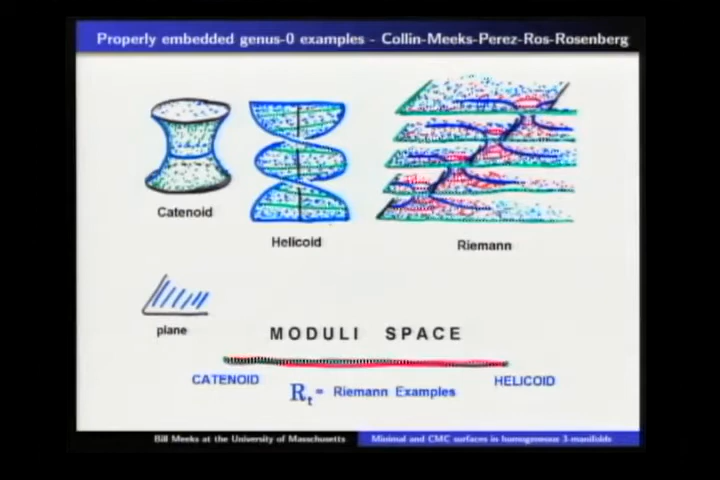 Properly embedded genus-0 examples - Collin-Meeks-Perez-Ros-Rosenberg
Catenoid
Helicoid
Riemann
plane
MODULI SPACE
CATENOID
HELICOID
Rt = Riemann Examples
Bill Meeks at the University of Massachusetts
Minimal and CMC surfaces in homogeneous 3-manifolds